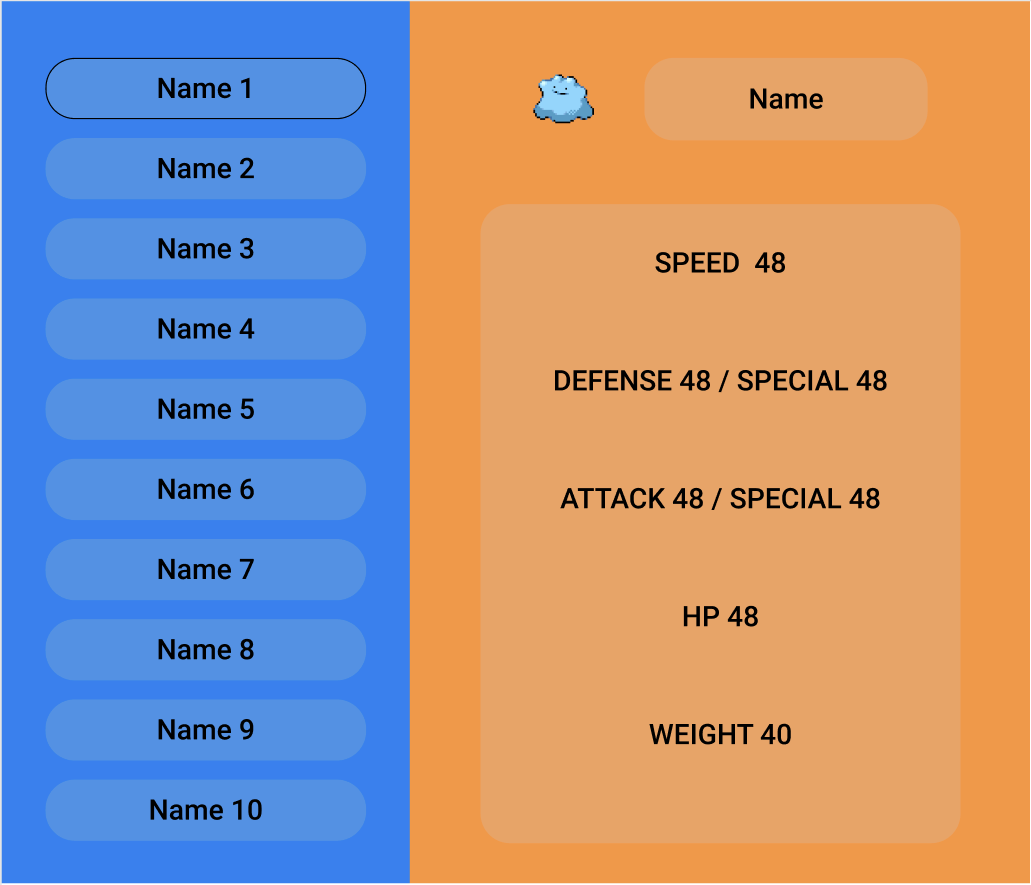 Name 1
Name 2
Name 3
Name 4
Name 5
Name 6
Name 7
Name 8
Name 9
Name 10
Name
SPEED  48
DEFENSE 48 / SPECIAL 48
ATTACK 48 / SPECIAL 48
HP 48
WEIGHT 40